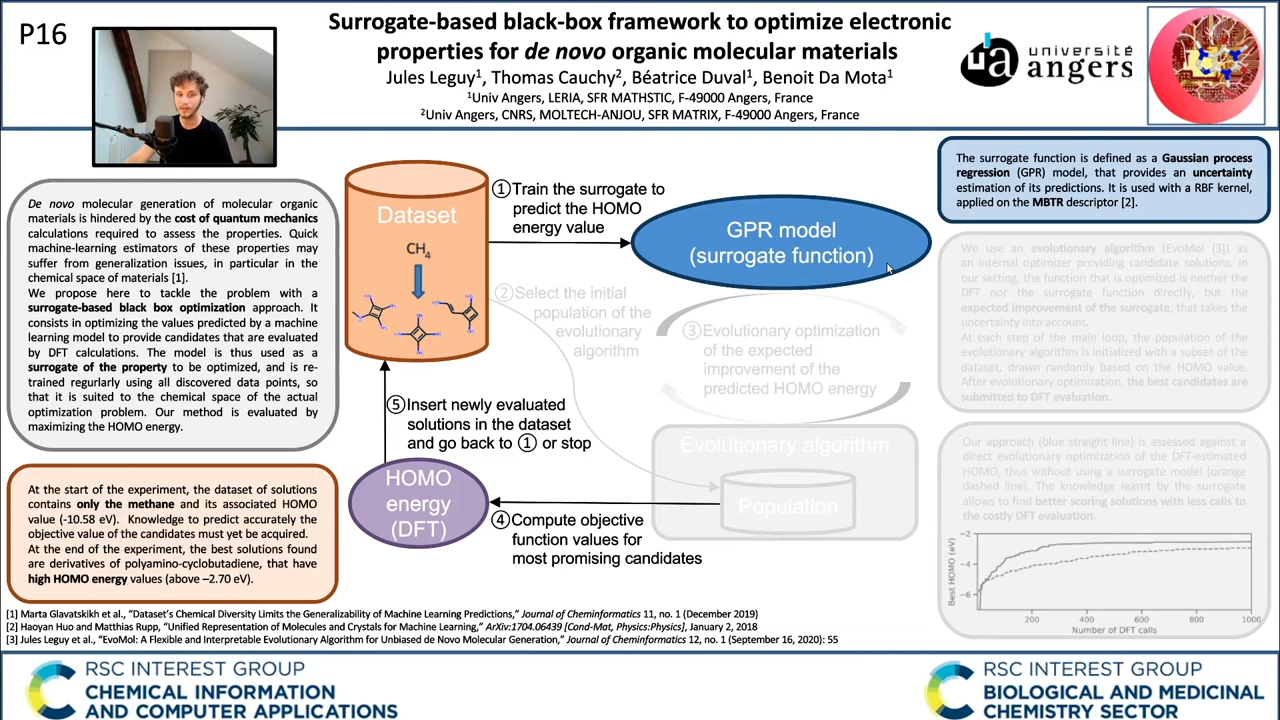 P16
Surrogate-based black-box framework to optimize electronic
properties for de novo organic molecular materials
Jules Leguy¹, Thomas Cauchy², Béatrice Duval¹, Benoit Da Mota¹
¹Univ Angers, LERIA, SFR MATHSTIC, F-49000 Angers, France
²Univ Angers, CNRS, MOLTECH-ANJOU, SFR MATRIX, F-49000 Angers, France
ua
université
angers
De novo molecular generation of molecular organic
materials is hindered by the cost of quantum mechanics
calculations required to assess the properties. Quick
machine-learning estimators of these properties may
suffer from generalization issues, in particular in the
chemical space of materials [1].
We propose here to tackle the problem with a
surrogate-based black box optimization approach. It
consists in optimizing the values predicted by a machine
learning model to provide candidates that are evaluated
by DFT calculations. The model is thus used as a
surrogate of the property to be optimized, and is re-
trained regurlarly using all discovered data points, so
that it is suited to the chemical space of the actual
optimization problem. Our method is evaluated by
maximizing the HOMO energy.
At the start of the experiment, the dataset of solutions
contains only the methane and its associated HOMO
value (-10.58 eV). Knowledge to predict accurately the
objective value of the candidates must yet be acquired.
At the end of the experiment, the best solutions found
are derivatives of polyamino-cyclobutadiene, that have
high HOMO energy values (above –2.70 eV).
Dataset
CH₄
① Train the surrogate to
predict the HOMO
energy value
GPR model
(surrogate function)
② Select the initial
population of the
evolutionary
algorithm
③ Evolutionary optimization
of the expected
improvement of the
predicted HOMO energy
⑤ Insert newly evaluated
solutions in the dataset
and go back to ① or stop
Evolutionary algorithm
Population
HOMO
energy
(DFT)
④ Compute objective
function values for
most promising candidates
The surrogate function is defined as a Gaussian process
regression (GPR) model, that provides an uncertainty
estimation of its predictions. It is used with a RBF kernel,
applied on the MBTR descriptor [2].
We use an evolutionary algorithm (EvoMol [3]) as
an internal optimizer providing candidate solutions. In
our setting, the function that is optimized is neither the
DFT nor the surrogate function directly, but the
expected improvement of the surrogate, that takes the
uncertainty into account.
At each step of the main loop, the population of the
evolutionary algorithm is initialized with a subset of the
dataset, drawn randomly based on the HOMO value.
After evolutionary optimization, the best candidates are
submitted to DFT evaluation.
Our approach (blue straight line) is assessed against a
direct evolutionary optimization of the DFT-estimated
HOMO, thus without using a surrogate model (orange
dashed line). The knowledge learnt by the surrogate
allows to find better scoring solutions with less calls to
the costly DFT evaluation.
Best HOMO (eV)
−2
−4
−6
200 400 600 800 1000
Number of DFT calls
[1] Marta Glavatskikh et al., “Dataset’s Chemical Diversity Limits the Generalizability of Machine Learning Predictions,” Journal of Cheminformatics 11, no. 1 (December 2019)
[2] Haoyan Huo and Matthias Rupp, “Unified Representation of Molecules and Crystals for Machine Learning,” ArXiv:1704.06439 [Cond-Mat, Physics:Physics], January 2, 2018
[3] Jules Leguy et al., “EvoMol: A Flexible and Interpretable Evolutionary Algorithm for Unbiased de Novo Molecular Generation,” Journal of Cheminformatics 12, no. 1 (September 16, 2020): 55
RSC INTEREST GROUP
CHEMICAL INFORMATION
AND COMPUTER APPLICATIONS
RSC INTEREST GROUP
BIOLOGICAL AND MEDICINAL
CHEMISTRY SECTOR